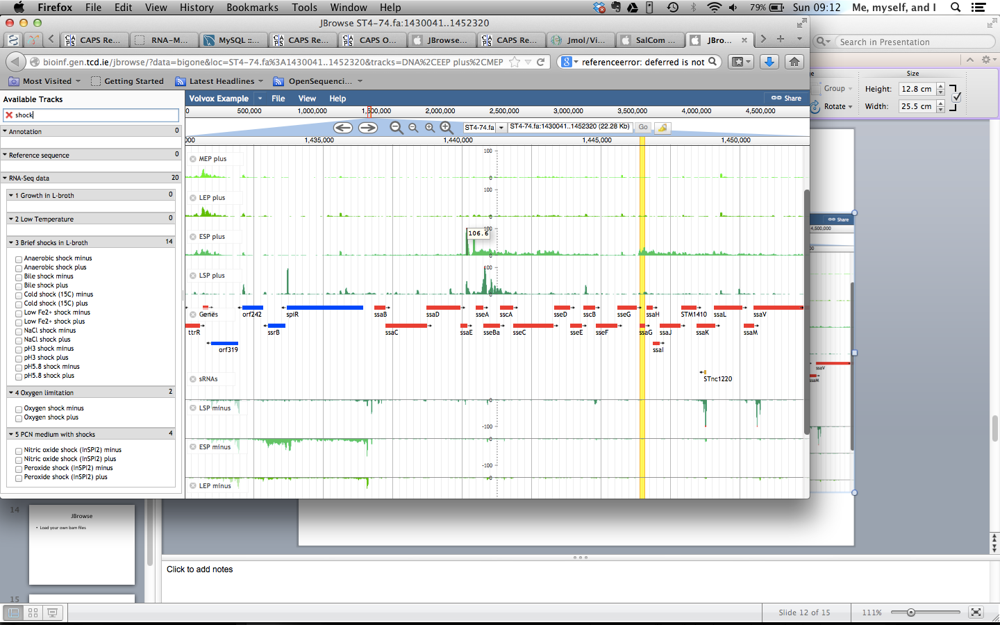 Firefox File Edit View History Bookmarks Tools Window Help 79% Sun 09:12 Me, myself, and I
JBrowse ST4-74.fa:1430041..1452320
CAPS Re... RNA-M... MySQL ::... CAPS Re... CAPS O... JBrowse... CAPS Re... Jmol/Vi... SalCom ... JBro...
bioinf.gen.tcd.ie/jbrowse/?data=bigone&loc=ST4-74.fa%3A1430041..1452320&tracks=DNA%2CEEP plus%2CMEP
referenceerror: deferred is not
Most Visited Getting Started Latest Headlines OpenSequenci...
Search in Presentation
Group
Rotate
Size
Height: 12.8 cm
Width: 25.5 cm
Available Tracks
shock
Annotation 0
Reference sequence 0
RNA-Seq data 20
1 Growth in L-broth 0
2 Low Temperature 0
3 Brief shocks in L-broth 14
Anaerobic shock minus
Anaerobic shock plus
Bile shock minus
Bile shock plus
Cold shock (15C) minus
Cold shock (15C) plus
Low Fe2+ shock minus
Low Fe2+ shock plus
NaCl shock minus
NaCl shock plus
pH3 shock minus
pH3 shock plus
pH5.8 shock minus
pH5.8 shock plus
4 Oxygen limitation 2
Oxygen shock minus
Oxygen shock plus
5 PCN medium with shocks 4
Nitric oxide shock (InSPI2) minus
Nitric oxide shock (InSPI2) plus
Peroxide shock (InSPI2) minus
Peroxide shock (InSPI2) plus
Volvox Example File View Help Share
0 500,000 1,000,000 1,500,000 2,000,000 2,500,000 3,000,000 3,500,000 4,000,000 4,500,000
ST4-74.fa ST4-74.fa:1430041..1452320 (22.28 Kb) Go
000 1,435,000 1,440,000 1,445,000 1,450,000
100
MEP plus
0
100
LEP plus
0
100
106.6
ESP plus
0
100
LSP plus
0
Genes orf242 spiR ssaB ssaD sseA sscA sseD sscB sseG ssaH STM1410 ssaL ssaV
ttrR ssrB ssaC ssaE sseBa sseC sseE sseF ssaG ssaJ ssaK ssaM
orf319 ssaI
sRNAs STnc1220
0
LSP minus
-100
0
ESP minus
-100
0
LEP minus
Share
4,500,000
ssaV
ssaM
14
JBrowse
• Load your own bam files
15
Click to add notes
Slide 12 of 15 111%